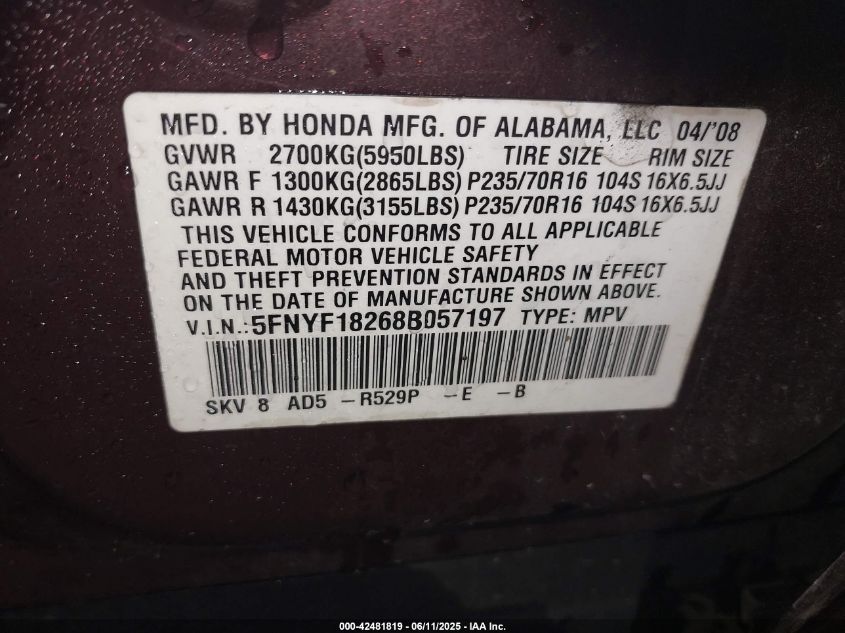 MFD. BY HONDA MFG. OF ALABAMA, LLC 04/'08
GVWR 2700KG(5950LBS) TIRE SIZE RIM SIZE
GAWR F 1300KG(2865LBS) P235/70R16 104S 16X6.5JJ
GAWR R 1430KG(3155LBS) P235/70R16 104S 16X6.5JJ
THIS VEHICLE CONFORMS TO ALL APPLICABLE
FEDERAL MOTOR VEHICLE SAFETY
AND THEFT PREVENTION STANDARDS IN EFFECT
ON THE DATE OF MANUFACTURE SHOWN ABOVE.
V.I.N.:5FNYF18268B057197 TYPE: MPV
SKV 8 AD5 -R529P -E -B
000-42481819 - 06/11/2025 - IAA Inc.